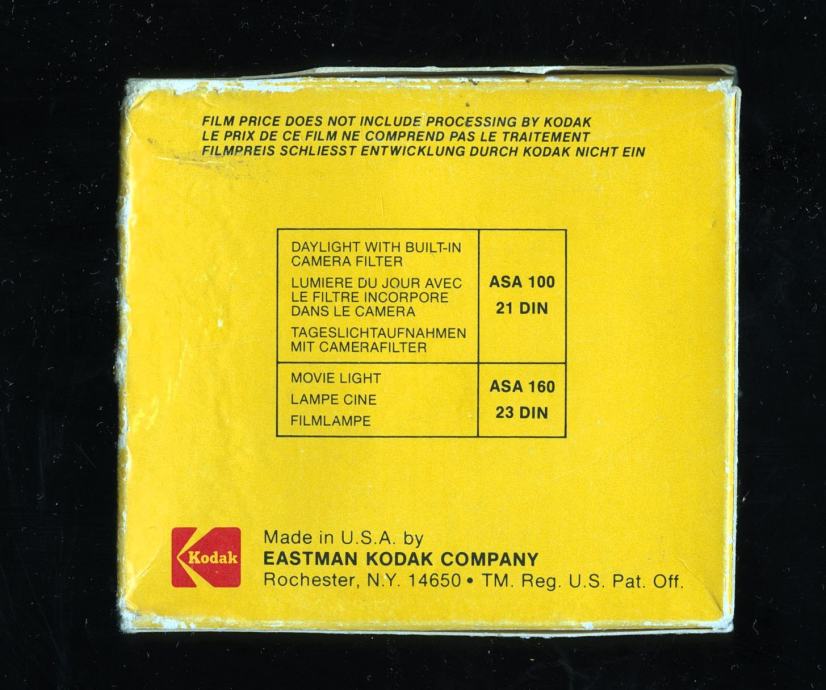 FILM PRICE DOES NOT INCLUDE PROCESSING BY KODAK
LE PRIX DE CE FILM NE COMPREND PAS LE TRAITEMENT
FILMPREIS SCHLIESST ENTWICKLUNG DURCH KODAK NICHT EIN
DAYLIGHT WITH BUILT-IN
CAMERA FILTER
LUMIERE DU JOUR AVEC
LE FILTRE INCORPORE
DANS LE CAMERA
TAGESLICHTAUFNAHMEN
MIT CAMERAFILTER
ASA 100
21 DIN
MOVIE LIGHT
LAMPE CINE
FILMLAMPE
ASA 160
23 DIN
Kodak
Made in U.S.A. by
EASTMAN KODAK COMPANY
Rochester, N.Y. 14650 • TM. Reg. U.S. Pat. Off.